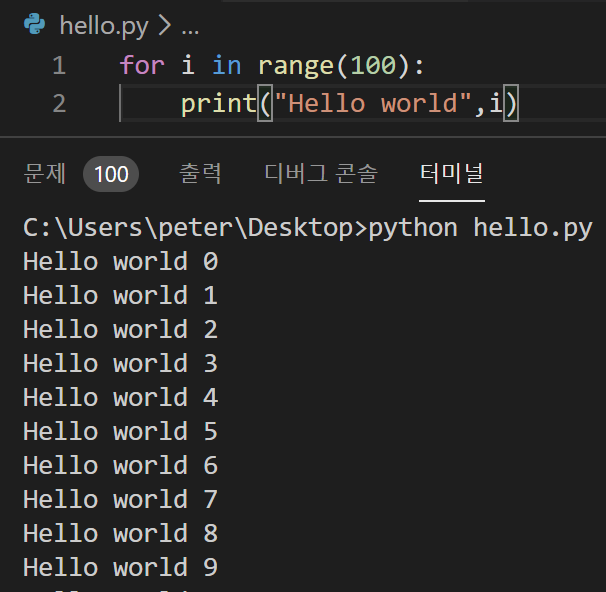 hello.py > ...
1 for i in range(100):
2 print("Hello world",i)
문제 100 출력 디버그 콘솔 터미널
C:\Users\peter\Desktop>python hello.py
Hello world 0
Hello world 1
Hello world 2
Hello world 3
Hello world 4
Hello world 5
Hello world 6
Hello world 7
Hello world 8
Hello world 9